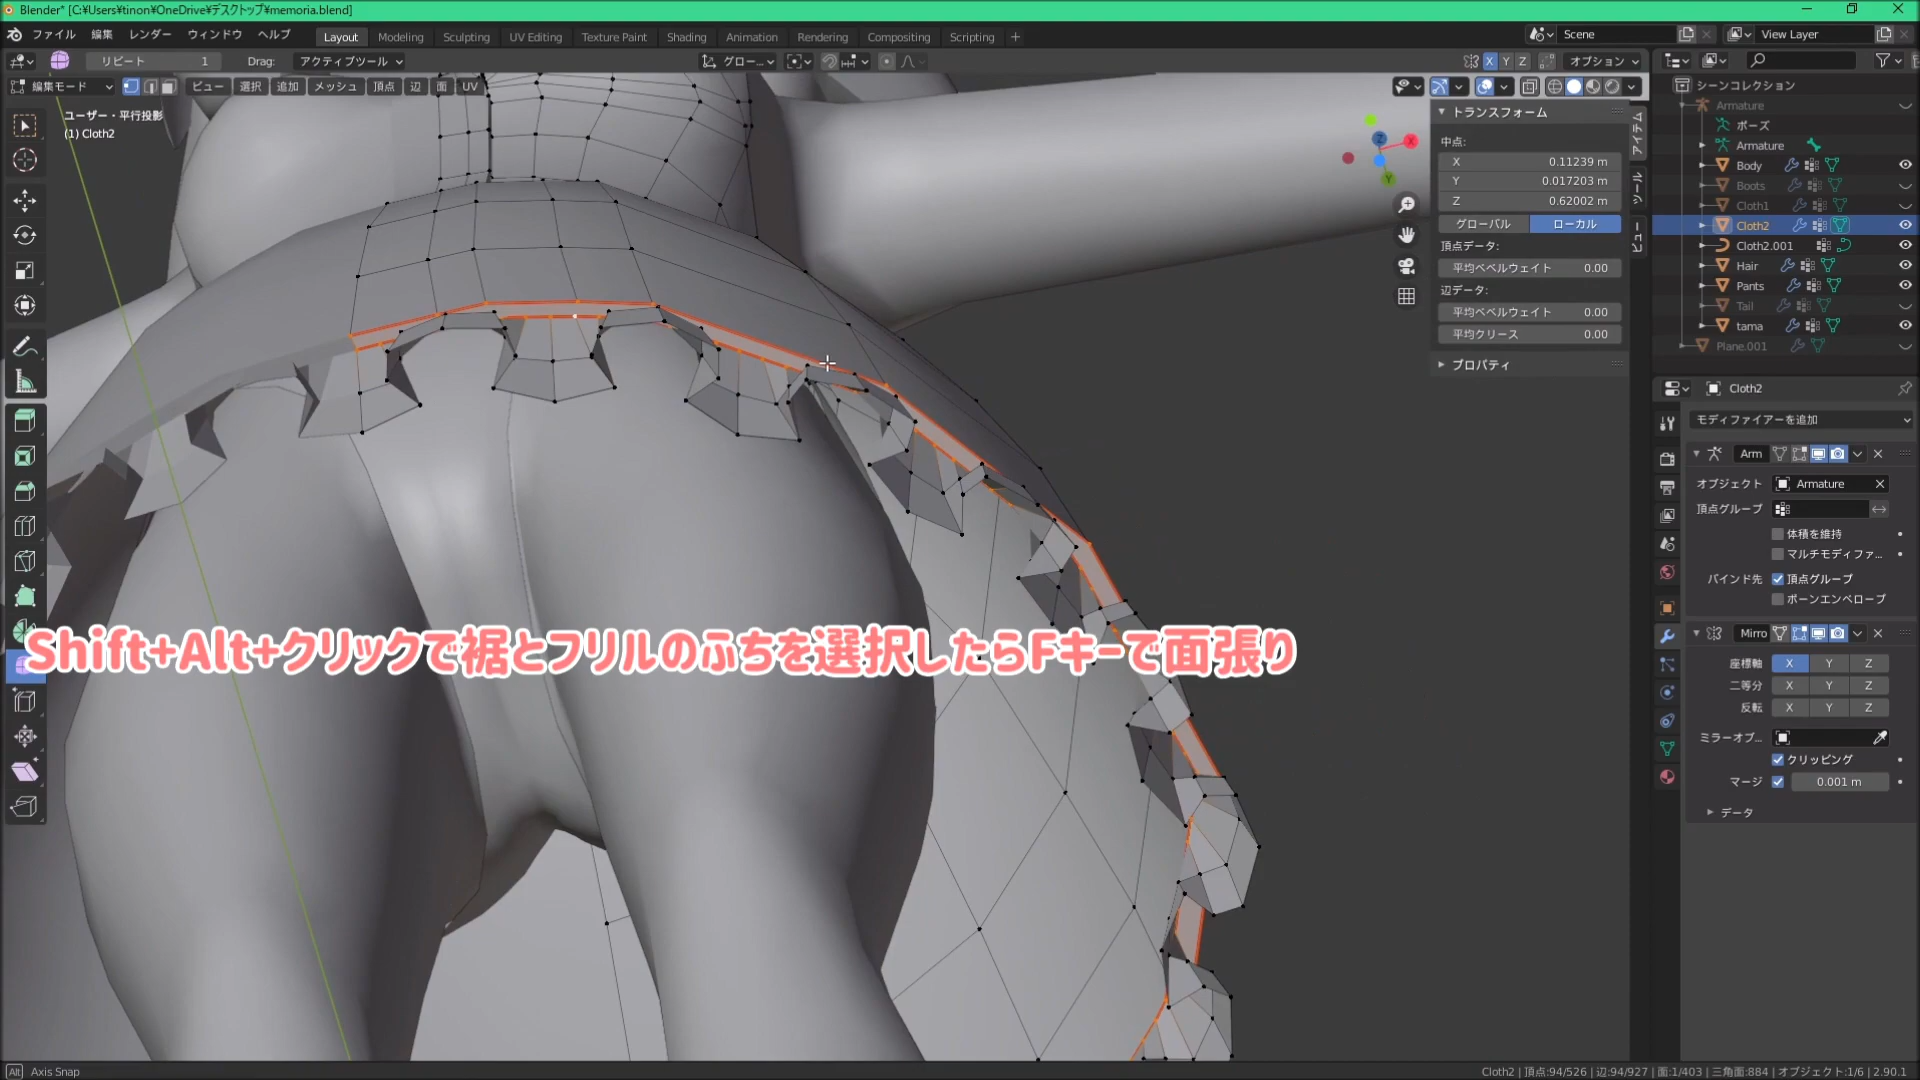 Blender* [C:¥Users¥tinon¥OneDrive¥デスクトップ¥memoria.blend]
ファイル 編集 レンダー ウィンドウ ヘルプ Layout Modeling Sculpting UV Editing Texture Paint Shading Animation Rendering Compositing Scripting + Scene View Layer
リピート 1 Drag: アクティブツール グロー... X Y Z オプション
編集モード ビュー 選択 追加 メッシュ 頂点 辺 面 UV
ユーザー・平行投影
(1) Cloth2
X
Z
Y
トランスフォーム
中点:
X 0.11239 m
Y 0.017203 m
Z 0.62002 m
グローバル ローカル
頂点データ:
平均ベベルウェイト 0.00
辺データ:
平均ベベルウェイト 0.00
平均クリース 0.00
プロパティ
アイテム
ツール
ビュー
シーンコレクション
Armature
ポーズ
Armature
Body
Boots
Cloth1
Cloth2
Cloth2.001
Hair
Pants
Tail
tama
Plane.001
Cloth2
モディファイアーを追加
Arm
オブジェクト Armature
頂点グループ
体積を維持
マルチモディファ...
バインド先 頂点グループ
ボーンエンベロープ
Mirro
座標軸 X Y Z
二等分 X Y Z
反転 X Y Z
ミラーオブ...
クリッピング
マージ 0.001 m
データ
Shift+Alt+クリックで裾とフリルのふちを選択したらFキーで面張り
Alt Axis Snap
Cloth2 | 頂点:94/526 | 辺:94/927 | 面:1/403 | 三角面:884 | オブジェクト:1/6 | 2.90.1